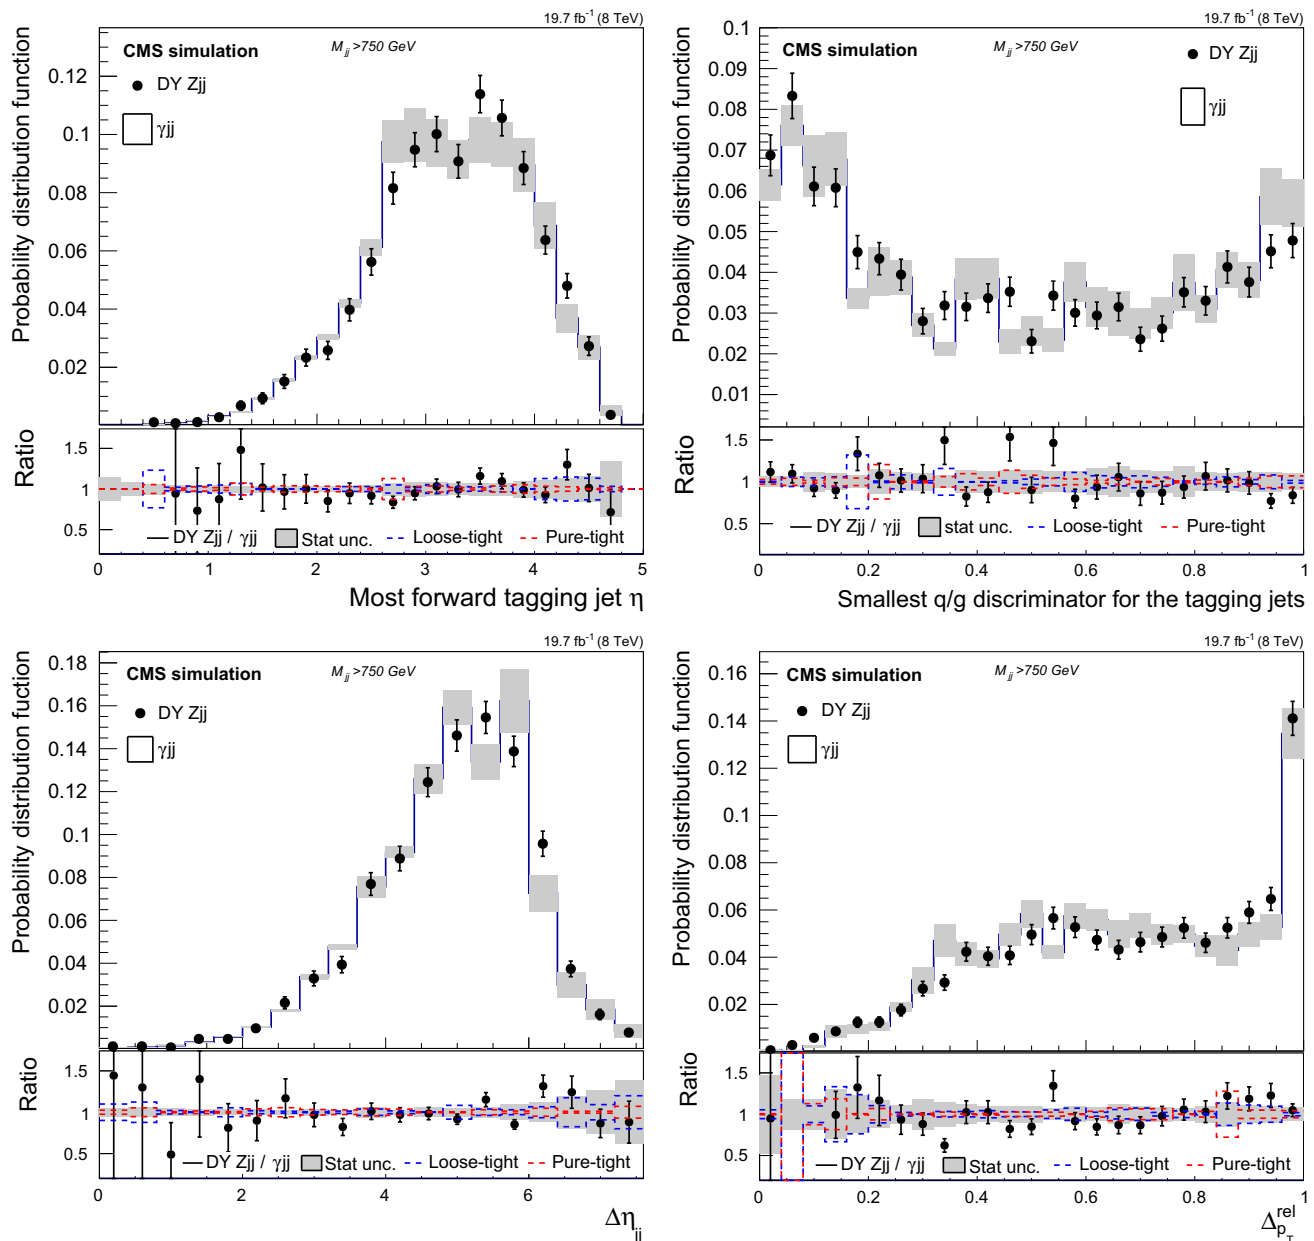 19.7 fb⁻¹ (8 TeV)
CMS simulation
M_jj >750 GeV
DY Zjj
γjj
Probability distribution function
0.12
0.1
0.08
0.06
0.04
0.02
Ratio
1.5
1
0.5
DY Zjj / γjj
Stat unc.
Loose-tight
Pure-tight
0 1 2 3 4 5
Most forward tagging jet η
19.7 fb⁻¹ (8 TeV)
CMS simulation
M_jj >750 GeV
DY Zjj
γjj
Probability distribution function
0.1
0.09
0.08
0.07
0.06
0.05
0.04
0.03
0.02
0.01
Ratio
1.5
1
0.5
DY Zjj / γjj
stat unc.
Loose-tight
Pure-tight
0 0.2 0.4 0.6 0.8 1
Smallest q/g discriminator for the tagging jets
19.7 fb⁻¹ (8 TeV)
CMS simulation
M_jj >750 GeV
DY Zjj
γjj
Probability distribution fuction
0.18
0.16
0.14
0.12
0.1
0.08
0.06
0.04
0.02
Ratio
1.5
1
0.5
DY Zjj / γjj
Stat unc.
Loose-tight
Pure-tight
0 2 4 6
Δη_jj
19.7 fb⁻¹ (8 TeV)
CMS simulation
M_jj >750 GeV
DY Zjj
γjj
Probability distribution function
0.16
0.14
0.12
0.1
0.08
0.06
0.04
0.02
Ratio
1.5
1
0.5
DY Zjj / γjj
Stat unc.
Loose-tight
Pure-tight
0 0.2 0.4 0.6 0.8 1
Δ^rel_p_T